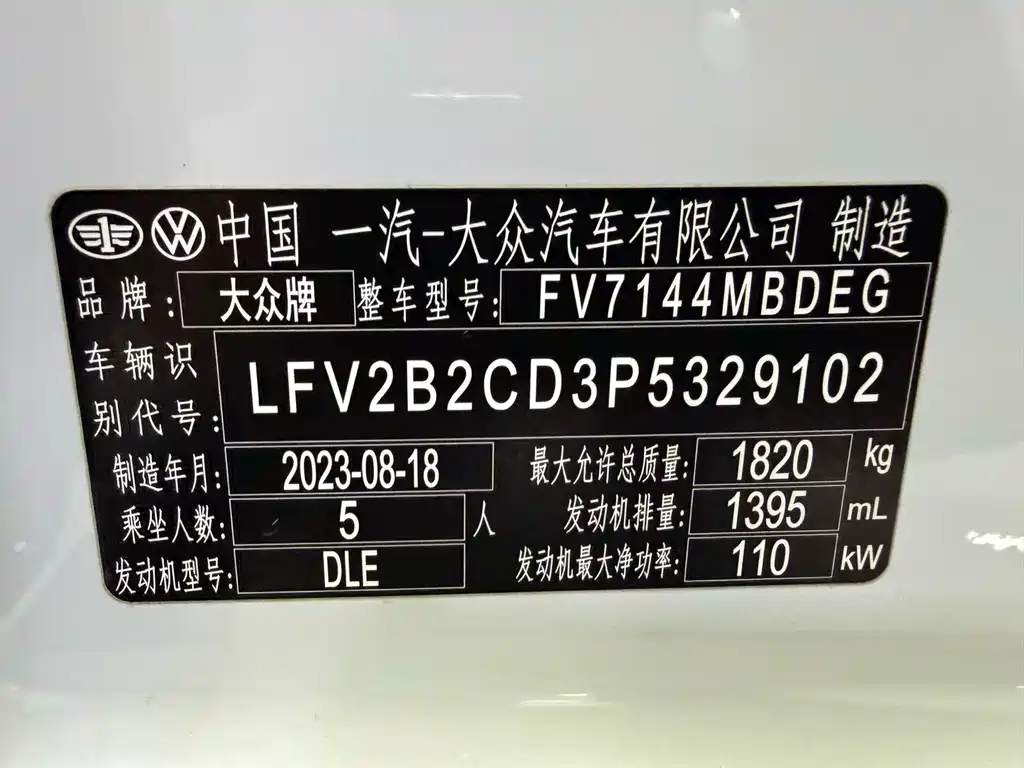 中国 一汽-大众汽车有限公司 制造
品牌: 大众牌 整车型号: FV7144MBDEG
车辆识
别代号: LFV2B2CD3P5329102
制造年月: 2023-08-18 最大允许总质量: 1820 kg
乘坐人数: 5 人 发动机排量: 1395 mL
发动机型号: DLE 发动机最大净功率: 110 kW